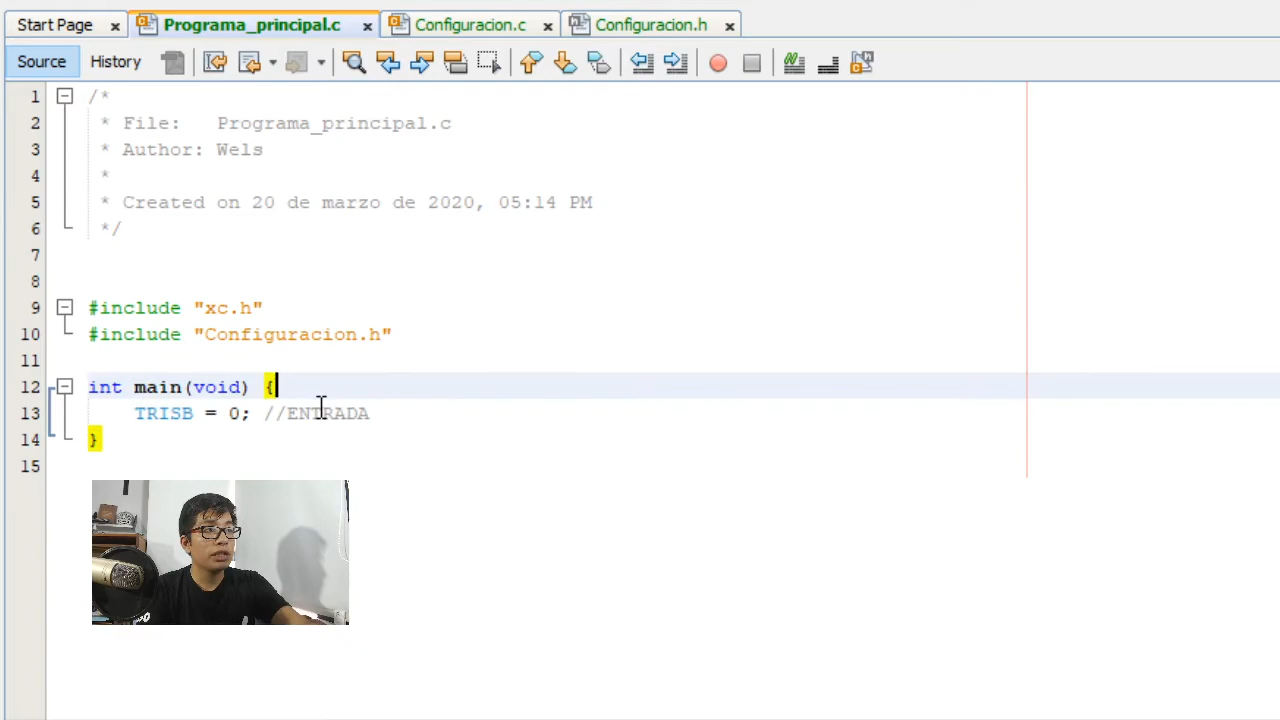 Start Page Programa_principal.c Configuracion.c Configuracion.h
Source History
1 /*
2 * File:   Programa_principal.c
3 * Author: Wels
4 *
5 * Created on 20 de marzo de 2020, 05:14 PM
6 */
7
8
9 #include "xc.h"
10 #include "Configuracion.h"
11
12 int main(void) {
13 TRISB = 0; //ENTRADA
14 }
15